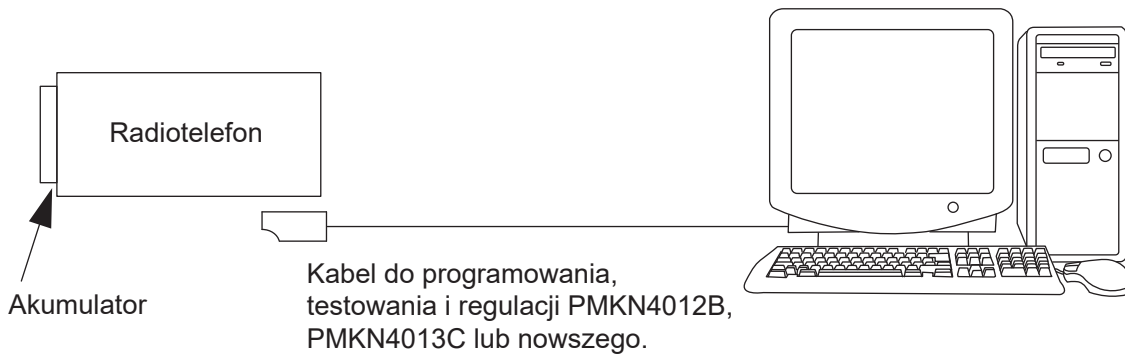 Radiotelefon
Akumulator
Kabel do programowania,
testowania i regulacji PMKN4012B,
PMKN4013C lub nowszego.